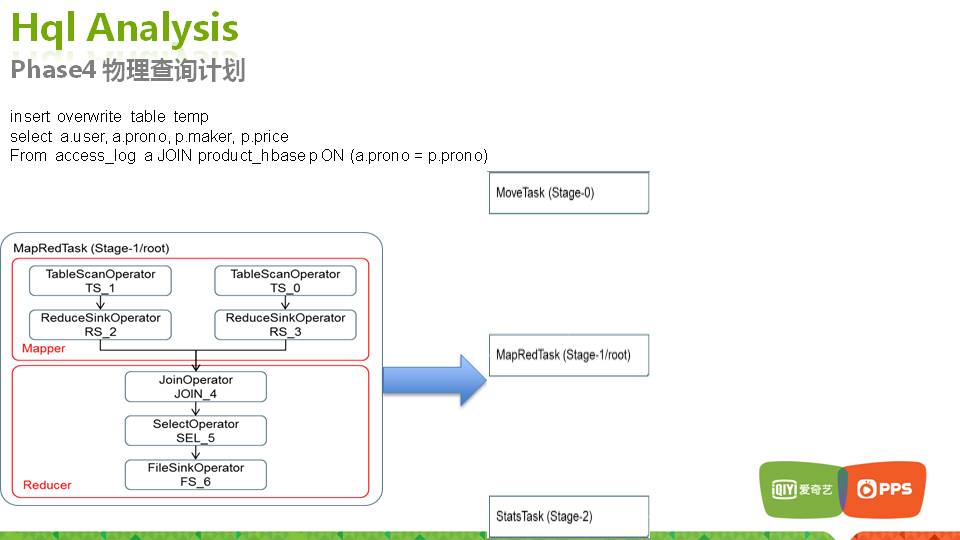 Hql Analysis
Phase4 物理查询计划
insert overwrite table temp
select a.user, a.prono, p.maker, p.price
From access_log a JOIN product_hbase p ON (a.prono = p.prono)
MoveTask (Stage-0)
MapRedTask (Stage-1/root)
TableScanOperator
TS_1
TableScanOperator
TS_0
ReduceSinkOperator
RS_2
ReduceSinkOperator
RS_3
Mapper
JoinOperator
JOIN_4
SelectOperator
SEL_5
FileSinkOperator
FS_6
Reducer
MapRedTask (Stage-1/root)
StatsTask (Stage-2)
iQIYI 爱奇艺
PPS